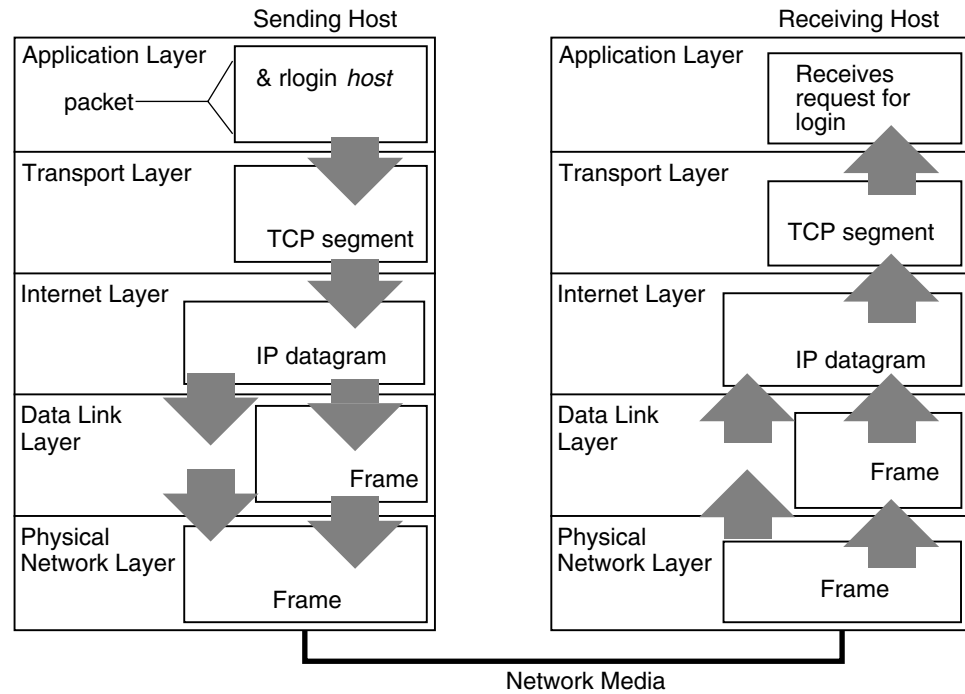 Sending Host
Application Layer
packet
& rlogin host
Transport Layer
TCP segment
Internet Layer
IP datagram
Data Link
Layer
Frame
Physical
Network Layer
Frame
Receiving Host
Application Layer
Receives
request for
login
Transport Layer
TCP segment
Internet Layer
IP datagram
Data Link
Layer
Frame
Physical
Network Layer
Frame
Network Media